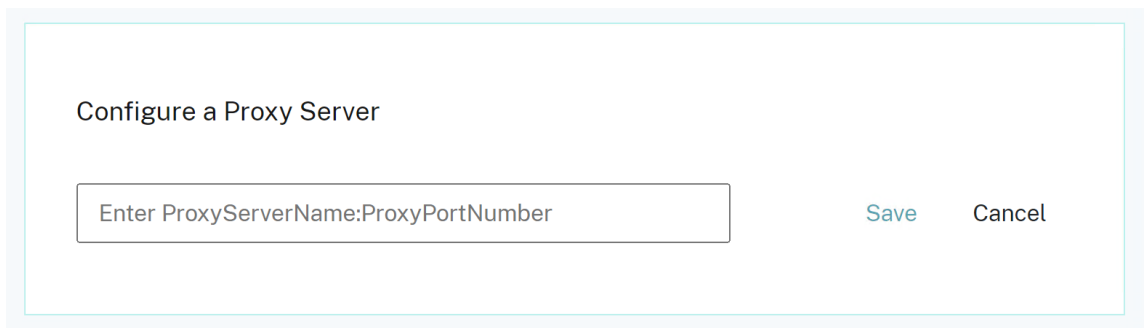 Configure a Proxy Server
Enter ProxyServerName:ProxyPortNumber
Save
Cancel